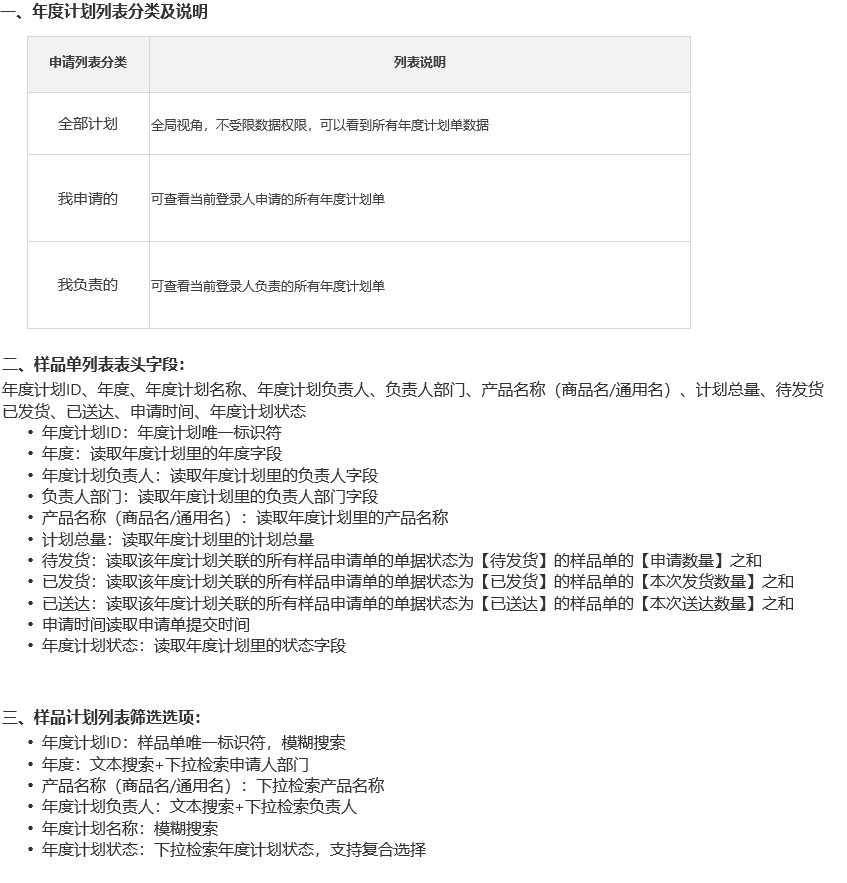 一、年度计划列表分类及说明
申请列表分类 列表说明
全部计划 全局视角，不受限数据权限，可以看到所有年度计划单数据
我申请的 可查看当前登录人申请的所有年度计划单
我负责的 可查看当前登录人负责的所有年度计划单
二、样品单列表表头字段：
年度计划ID、年度、年度计划名称、年度计划负责人、负责人部门、产品名称（商品名/通用名）、计划总量、待发货
已发货、已送达、申请时间、年度计划状态
• 年度计划ID：年度计划唯一标识符
• 年度：读取年度计划里的年度字段
• 年度计划负责人：读取年度计划里的负责人字段
• 负责人部门：读取年度计划里的负责人部门字段
• 产品名称（商品名/通用名）：读取年度计划里的产品名称
• 计划总量：读取年度计划里的计划总量
• 待发货：读取该年度计划关联的所有样品申请单的单据状态为【待发货】的样品单的【申请数量】之和
• 已发货：读取该年度计划关联的所有样品申请单的单据状态为【已发货】的样品单的【本次发货数量】之和
• 已送达：读取该年度计划关联的所有样品申请单的单据状态为【已送达】的样品单的【本次送达数量】之和
• 申请时间读取申请单提交时间
• 年度计划状态：读取年度计划里的状态字段
三、样品计划列表筛选选项：
• 年度计划ID：样品单唯一标识符，模糊搜索
• 年度：文本搜索+下拉检索申请人部门
• 产品名称（商品名/通用名）：下拉检索产品名称
• 年度计划负责人：文本搜索+下拉检索负责人
• 年度计划名称：模糊搜索
• 年度计划状态：下拉检索年度计划状态，支持复合选择